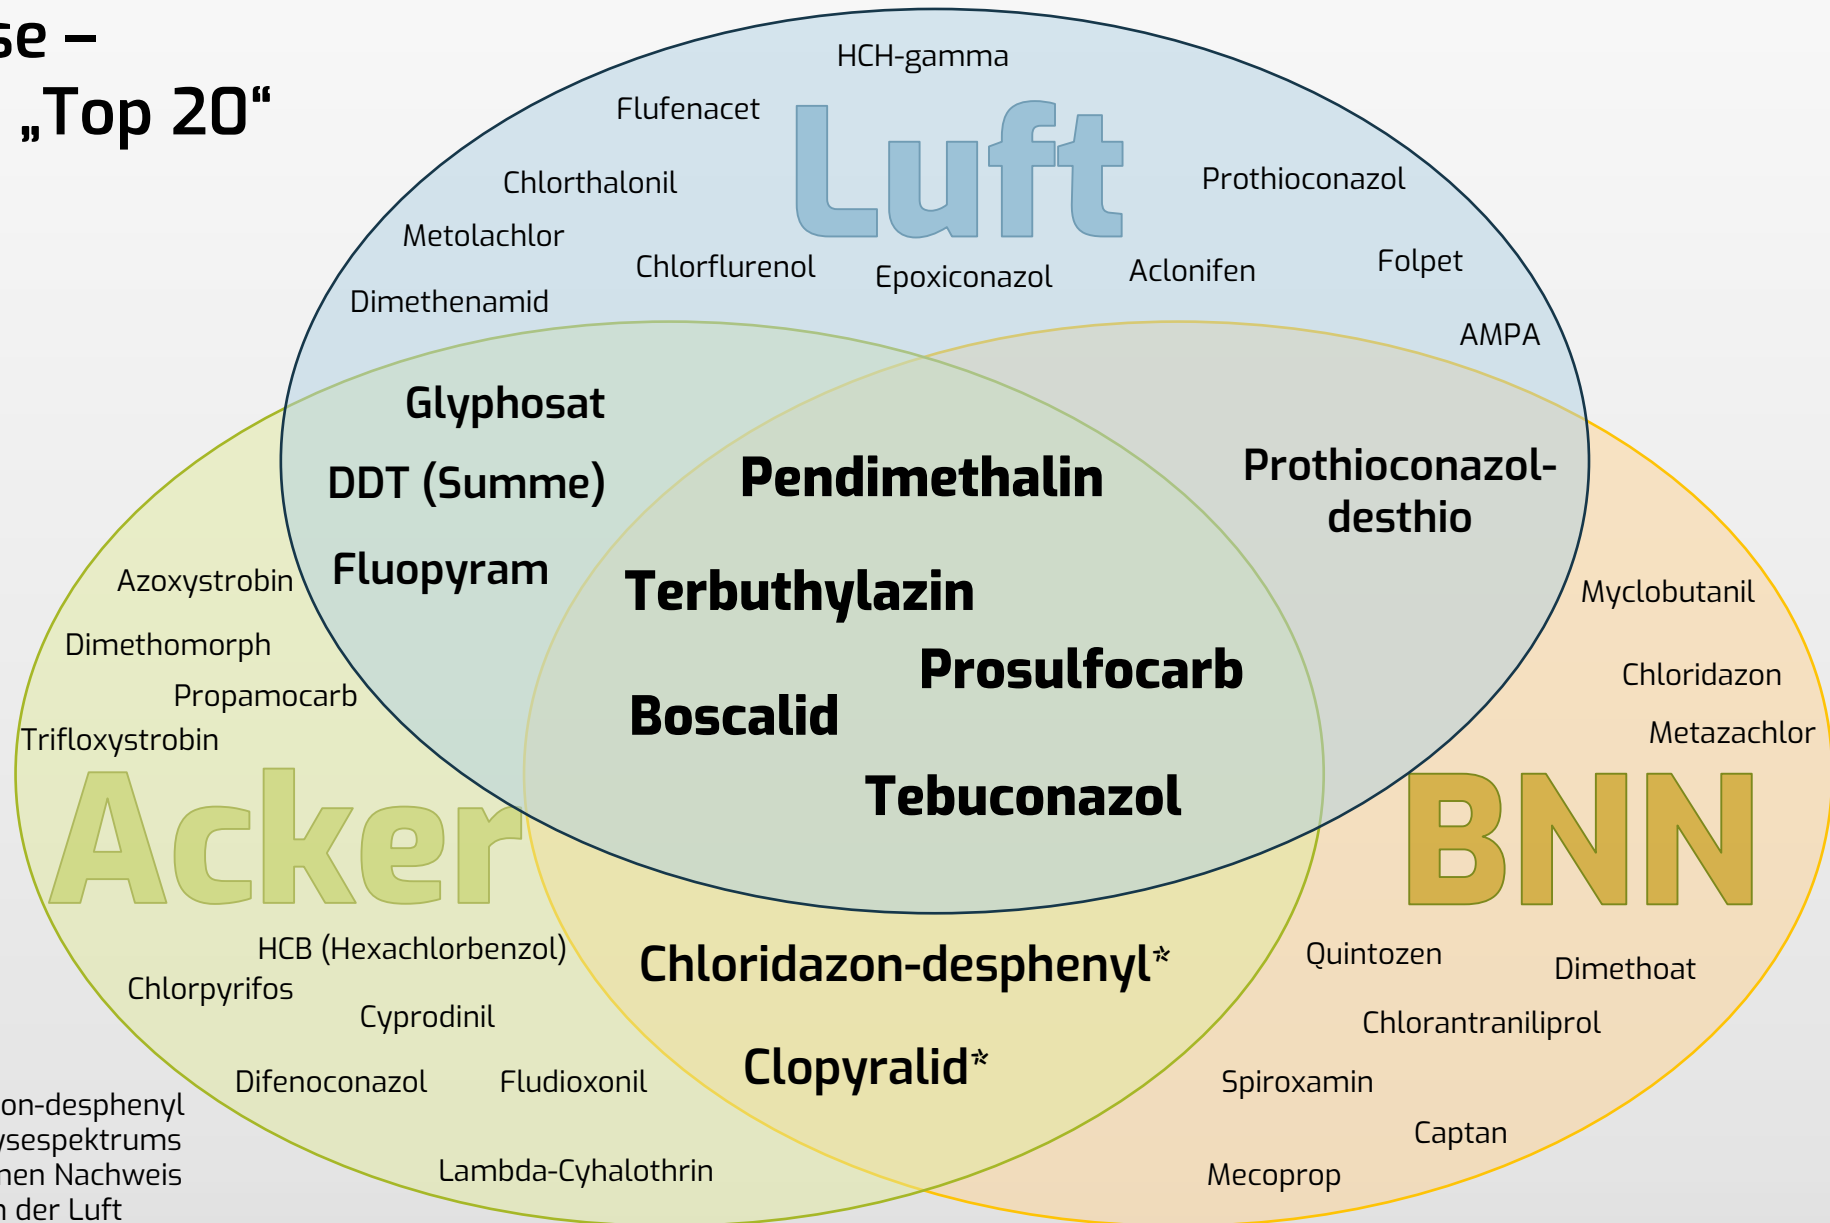 se –
„Top 20“
HCH-gamma
Flufenacet
Luft
Chlorthalonil
Prothioconazol
Metolachlor
Chlorflurenol
Epoxiconazol
Aclonifen
Folpet
Dimethenamid
AMPA
Glyphosat
DDT (Summe)
Fluopyram
Pendimethalin
Terbuthylazin
Prosulfocarb
Boscalid
Tebuconazol
Prothioconazol-
desthio
Azoxystrobin
Dimethomorph
Propamocarb
Trifloxystrobin
Acker
HCB (Hexachlorbenzol)
Chlorpyrifos
Cyprodinil
Difenoconazol
Fludioxonil
Lambda-Cyhalothrin
Chloridazon-desphenyl*
Clopyralid*
Myclobutanil
Chloridazon
Metazachlor
BNN
Quintozen
Dimethoat
Chlorantraniliprol
Spiroxamin
Captan
Mecoprop
on-desphenyl
ysespektrums
nen Nachweis
n der Luft